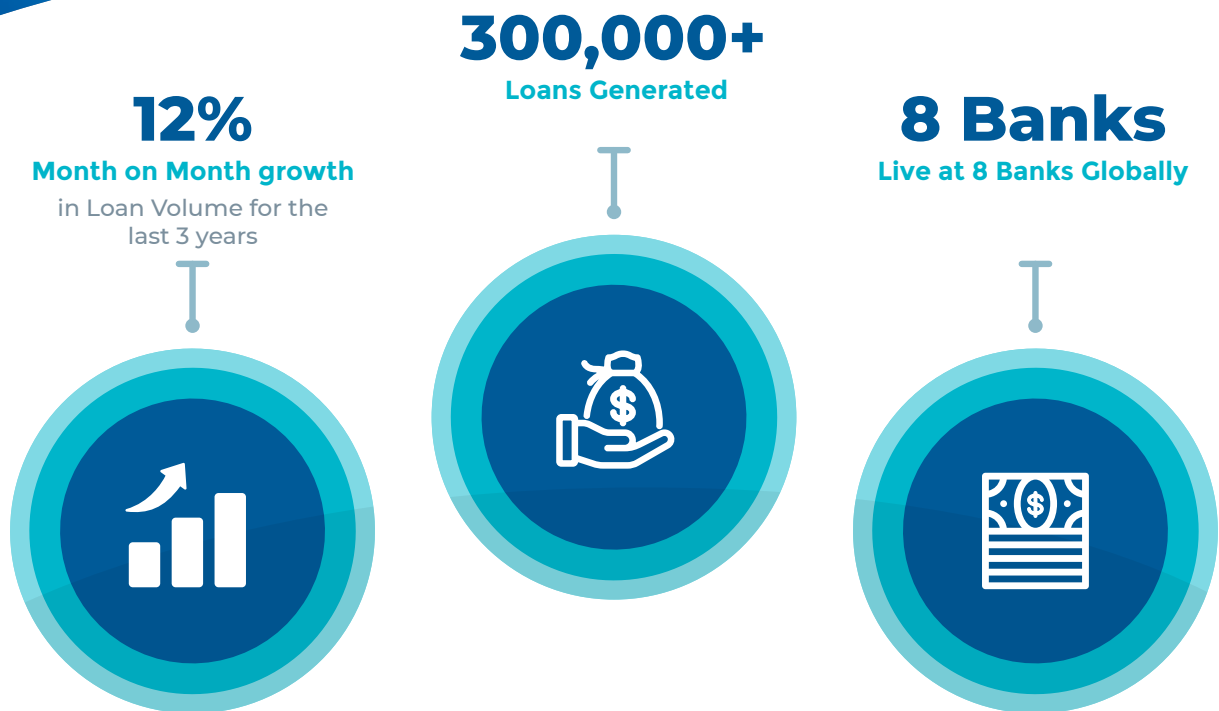 12%
Month on Month growth
in Loan Volume for the
last 3 years
300,000+
Loans Generated
8 Banks
Live at 8 Banks Globally
$
$